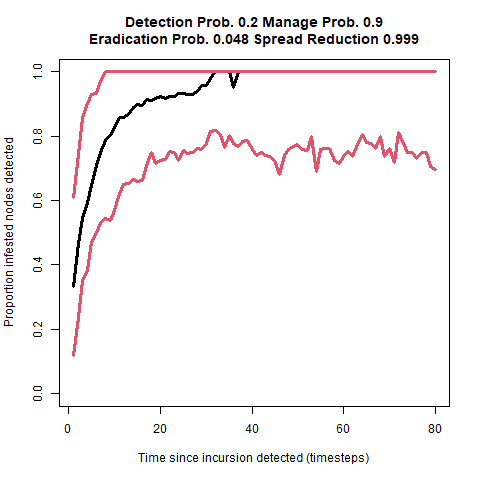 Detection Prob. 0.2 Manage Prob. 0.9
Eradication Prob. 0.048 Spread Reduction 0.999
Proportion infested nodes detected
1.0
0.8
0.6
0.4
0.2
0.0
0 20 40 60 80
Time since incursion detected (timesteps)